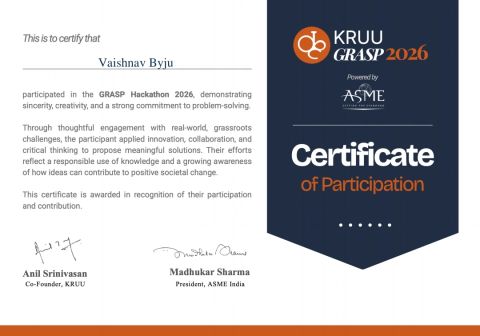 This is to certify that
Vaishnav Byju
participated in the GRASP Hackathon 2026, demonstrating
sincerity, creativity, and a strong commitment to problem-solving.
Through thoughtful engagement with real-world, grassroots
challenges, the participant applied innovation, collaboration, and
critical thinking to propose meaningful solutions. Their efforts
reflect a responsible use of knowledge and a growing awareness
of how ideas can contribute to positive societal change.
This certificate is awarded in recognition of their participation
and contribution.
Anil Srinivasan
Co-Founder, KRUU
Madhukar Sharma
President, ASME India
KRUU
GRASP 2026
Powered by
ASME
SETTING THE STANDARD
Certificate
of Participation